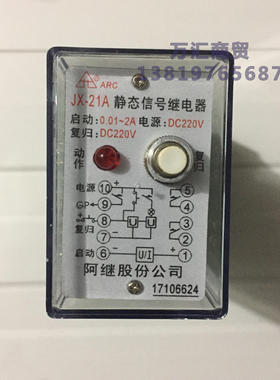 万汇商贸
13819765687
ARC
JX-21A 静态信号继电器
启动:0.01~2A 电源:DC220V
复归:DC220V
动作
复归
电源 ⑩ + - ⑤
GP ⑨ ④
+ ⑧ ③
复归
- ⑦ ②
启动 ⑥ - U/I + ①
阿继股份公司
17106624